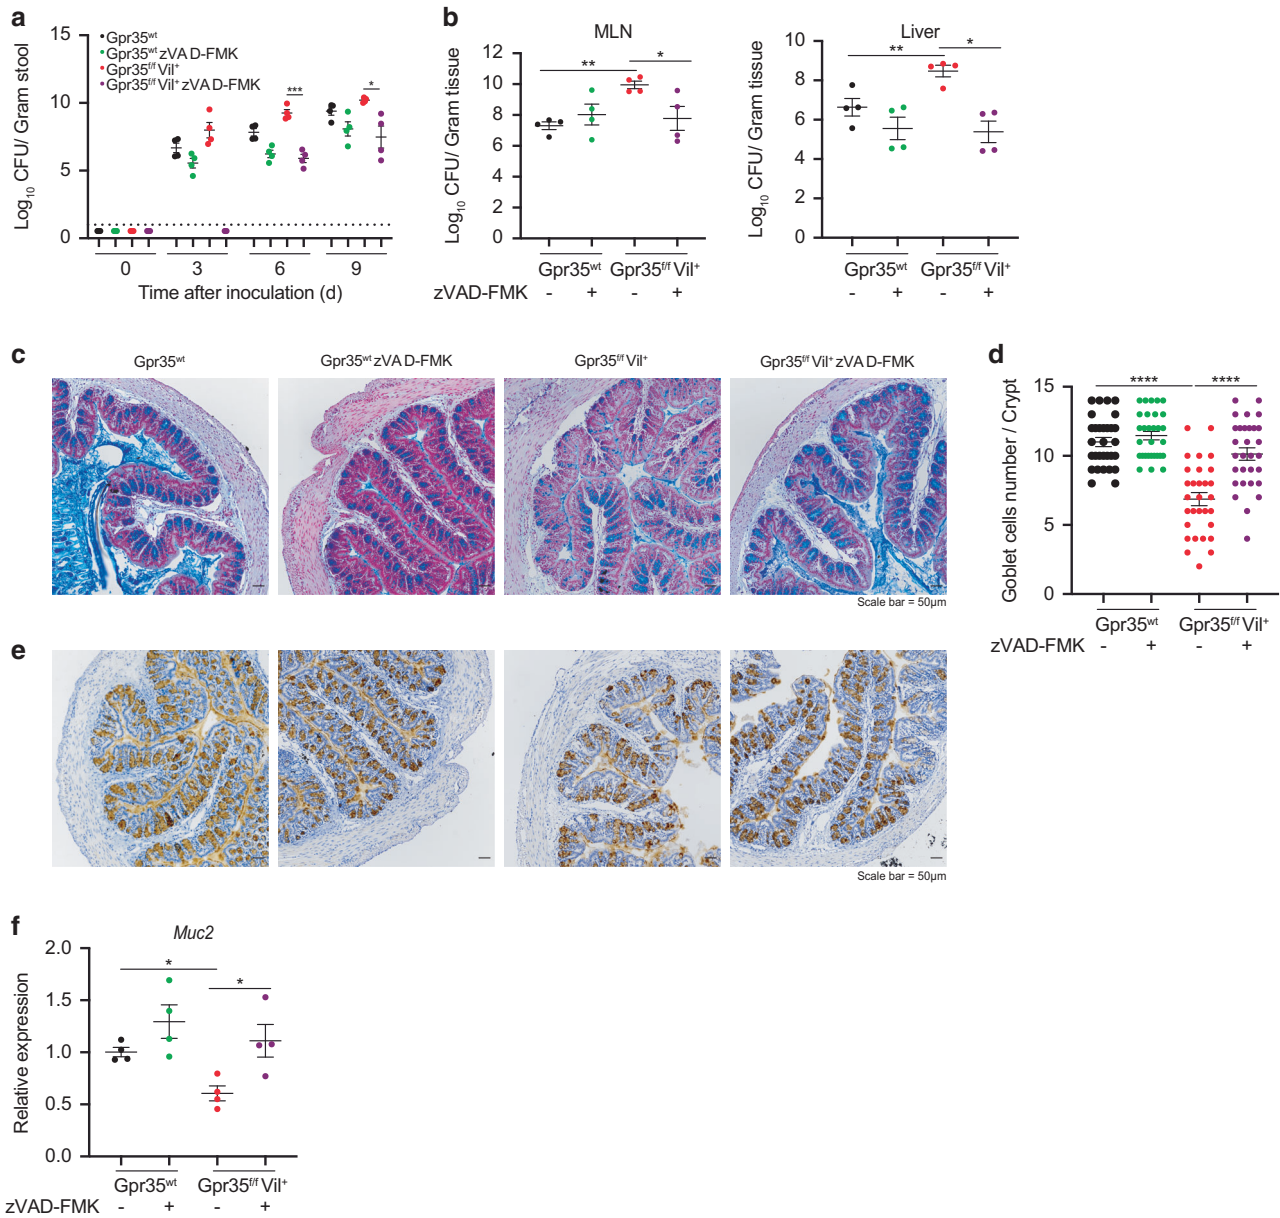 a
Gpr35wt
Gpr35wt zVA D-FMK
Gpr35f/f Vil+
Gpr35f/f Vil+ zVAD-FMK
Log10 CFU/ Gram stool
15
10
5
0
***
*
0 3 6 9
Time after inoculation (d)
b
MLN
Log10 CFU/ Gram tissue
12
10
8
6
4
2
0
** *
Gpr35wt Gpr35f/f Vil+
zVAD-FMK - + - +
Liver
Log10 CFU/ Gram tissue
10
8
6
4
2
0
** *
Gpr35wt Gpr35f/f Vil+
- + - +
c
Gpr35wt Gpr35wt zVA D-FMK Gpr35f/f Vil+ Gpr35f/f Vil+ zVA D-FMK
Scale bar = 50µm
d
Goblet cells number / Crypt
15
10
5
0
**** ****
Gpr35wt Gpr35f/f Vil+
zVAD-FMK - + - +
e
Scale bar = 50µm
f
Muc2
Relative expression
2.0
1.5
1.0
0.5
0.0
* *
Gpr35wt Gpr35f/f Vil+
zVAD-FMK - + - +